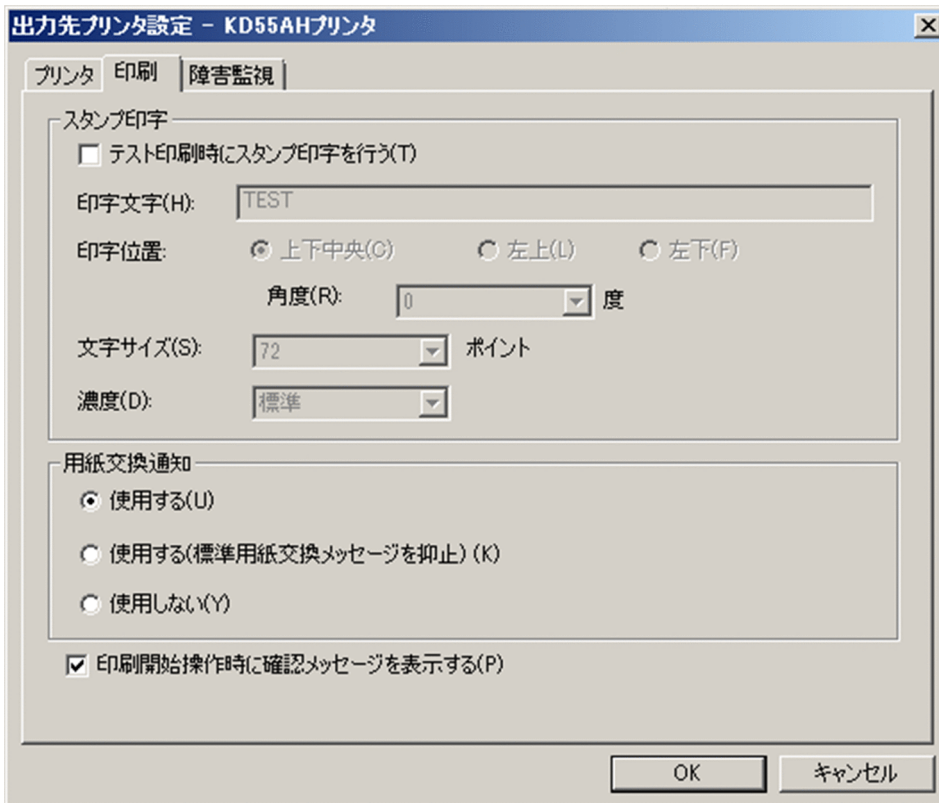 出力先プリンタ設定 - KD55AHプリンタ
プリンタ 印刷 障害監視
スタンプ印字
テスト印刷時にスタンプ印字を行う(T)
印字文字(H): TEST
印字位置: 上下中央(C) 左上(L) 左下(F)
角度(R): 0 度
文字サイズ(S): 72 ポイント
濃度(D): 標準
用紙交換通知
使用する(U)
使用する(標準用紙交換メッセージを抑止) (K)
使用しない(Y)
印刷開始操作時に確認メッセージを表示する(P)
OK キャンセル